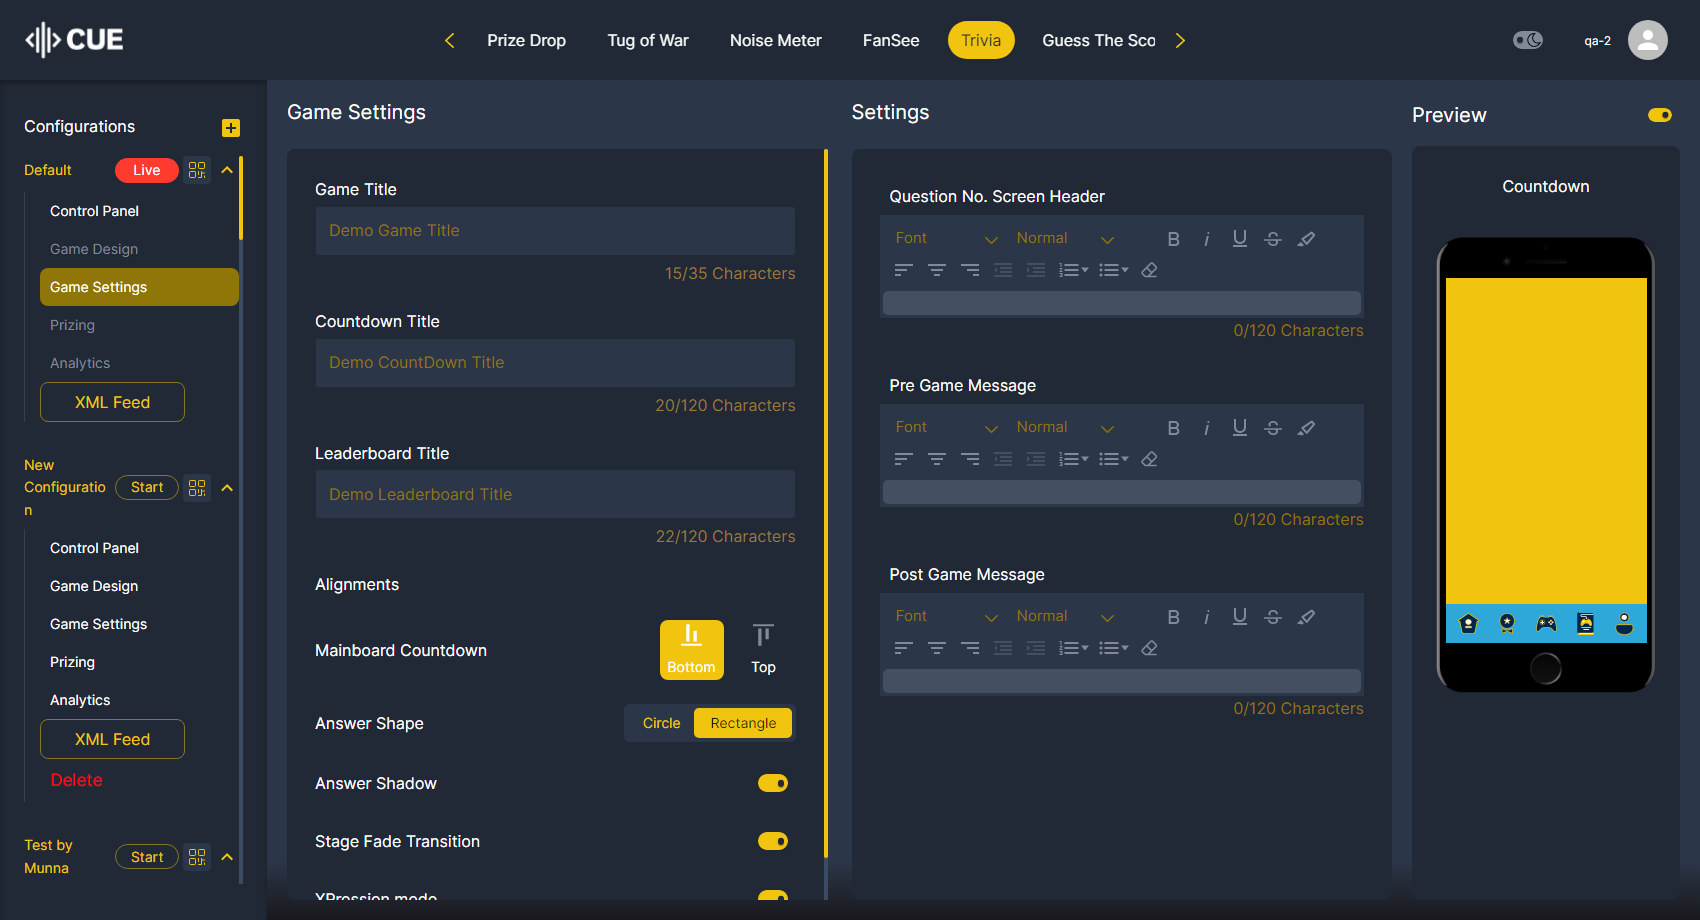 CUE
Prize Drop
Tug of War
Noise Meter
FanSee
Trivia
Guess The Sco
qa-2
Configurations
Default
Live
Control Panel
Game Design
Game Settings
Prizing
Analytics
XML Feed
New
Configuratio
n
Start
Control Panel
Game Design
Game Settings
Prizing
Analytics
XML Feed
Delete
Test by
Munna
Start
Game Settings
Game Title
Demo Game Title
15/35 Characters
Countdown Title
Demo CountDown Title
20/120 Characters
Leaderboard Title
Demo Leaderboard Title
22/120 Characters
Alignments
Mainboard Countdown
Bottom
Top
Answer Shape
Circle
Rectangle
Answer Shadow
Stage Fade Transition
XPression mode
Settings
Question No. Screen Header
Font
Normal
B
i
U
S
0/120 Characters
Pre Game Message
Font
Normal
B
i
U
S
0/120 Characters
Post Game Message
Font
Normal
B
i
U
S
0/120 Characters
Preview
Countdown